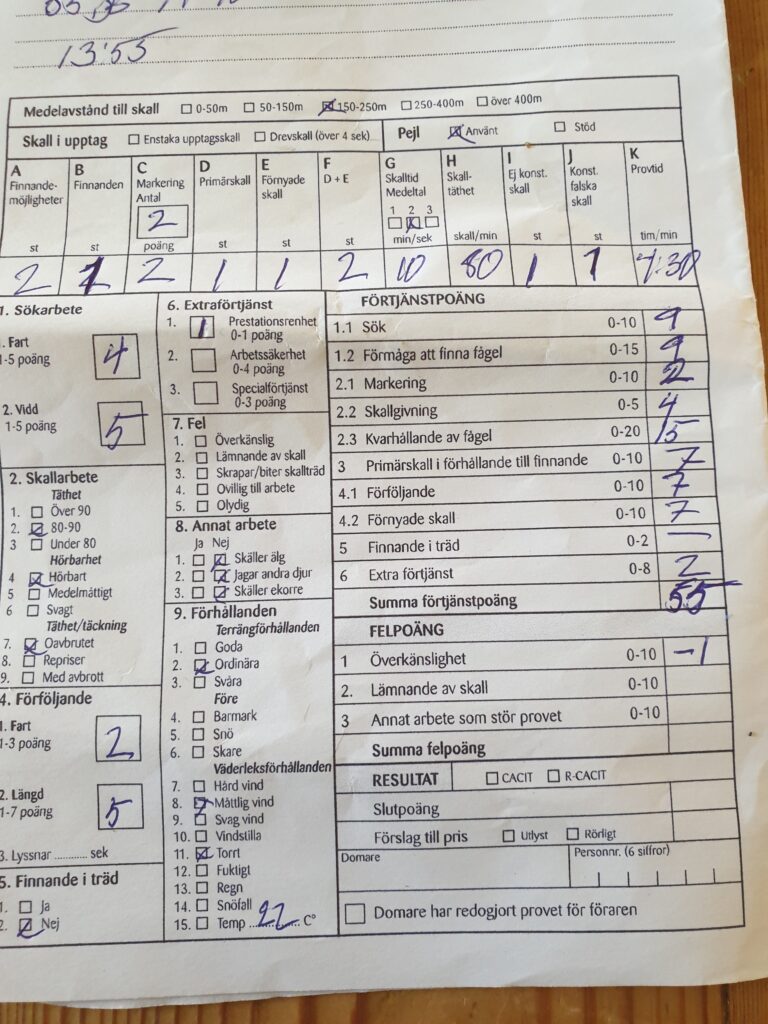 13:55
Medelavstånd till skall ☐ 0-50m ☐ 50-150m ☒ 150-250m ☐ 250-400m ☐ över 400m
Skall i upptag ☐ Enstaka upptagsskall ☐ Drevskall (över 4 sek) Pejl ☒ Använt ☐ Stöd
A B C D E F G H I J K
Finnande-möjligheter Finnanden Markering Antal Primärskall Förnyade skall D + E Skalltid Medeltal Skall-täthet Ej konst. skall Konst. falska skall Provtid
2
1 2 3
☐ ☒ ☐
st st poäng st st st min/sek skall/min st st tim/min
2 1 2 1 1 2 10 80 1 1 4:30
1. Sökarbete
1. Fart
1-5 poäng 4
2. Vidd
1-5 poäng 5
2. Skallarbete
Täthet
1. ☐ Över 90
2. ☒ 80-90
3 ☐ Under 80
Hörbarhet
4 ☒ Hörbart
5 ☐ Medelmåttigt
6 ☐ Svagt
Täthet/täckning
7. ☒ Oavbrutet
8. ☐ Repriser
9. ☐ Med avbrott
4. Förföljande
1. Fart
1-3 poäng 2
2. Längd
1-7 poäng 5
3. Lyssnar ............ sek
5. Finnande i träd
1. ☐ Ja
2. ☒ Nej
6. Extraförtjänst
1. 1 Prestationsrenhet
0-1 poäng
2. ☐ Arbetssäkerhet
0-4 poäng
3. ☐ Specialförtjänst
0-3 poäng
7. Fel
1. ☐ Överkänslig
2. ☐ Lämnande av skall
3. ☐ Skrapar/biter skallträd
4. ☐ Ovillig till arbete
5. ☐ Olydig
8. Annat arbete
Ja Nej
1. ☐ ☒ Skäller älg
2. ☐ ☒ Jagar andra djur
3. ☐ ☒ Skäller ekorre
9. Förhållanden
Terrängförhållanden
1. ☐ Goda
2. ☒ Ordinära
3. ☐ Svåra
Före
4. ☐ Barmark
5. ☐ Snö
6. ☐ Skare
Väderleksförhållanden
7. ☐ Hård vind
8. ☒ Måttlig vind
9. ☐ Svag vind
10. ☐ Vindstilla
11. ☒ Torrt
12. ☐ Fuktigt
13. ☐ Regn
14. ☐ Snöfall
15. ☐ Temp 22 C°
FÖRTJÄNSTPOÄNG
1.1 Sök 0-10 9
1.2 Förmåga att finna fågel 0-15 9
2.1 Markering 0-10 2
2.2 Skallgivning 0-5 4
2.3 Kvarhållande av fågel 0-20 15
3 Primärskall i förhållande till finnande 0-10 7
4.1 Förföljande 0-10 7
4.2 Förnyade skall 0-10 7
5 Finnande i träd 0-2 —
6 Extra förtjänst 0-8 2
Summa förtjänstpoäng 55
FELPOÄNG
1 Överkänslighet 0-10 -1
2. Lämnande av skall 0-10
3 Annat arbete som stör provet 0-10
Summa felpoäng
RESULTAT ☐ CACIT ☐ R-CACIT
Slutpoäng
Förslag till pris ☐ Utlyst ☐ Rörligt
Domare Personnr. (6 siffror)
☐ Domare har redogjort provet för föraren